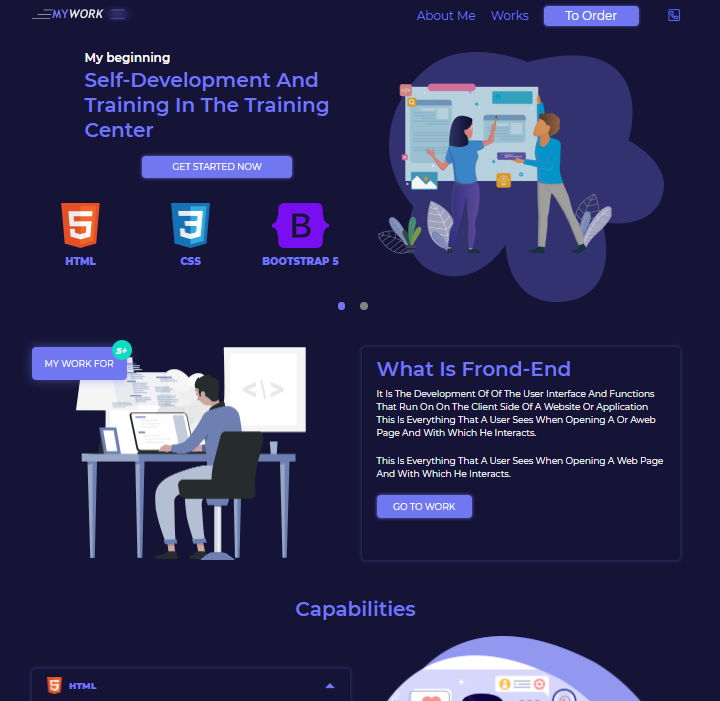 MYWORK
About Me
Works
To Order
My beginning
Self-Development And
Training In The Training
Center
GET STARTED NOW
HTML
CSS
B
BOOTSTRAP 5
MY WORK FOR
5+
</>
What Is Frond-End
It Is The Development Of Of The User Interface And Functions
That Run On On The Client Side Of A Website Or Application
This Is Everything That A User Sees When Opening A Or Aweb
Page And With Which He Interacts.
This Is Everything That A User Sees When Opening A Web Page
And With Which He Interacts.
GO TO WORK
Capabilities
HTML